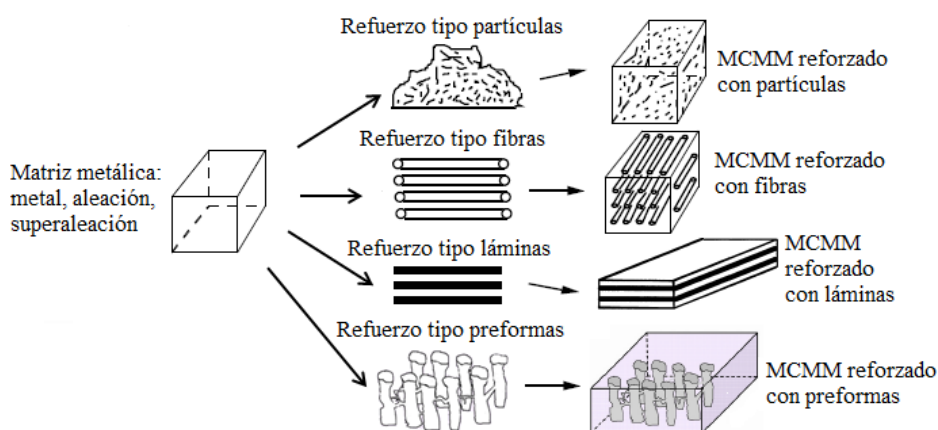 Refuerzo tipo partículas
MCMM reforzado
con partículas
Refuerzo tipo fibras
MCMM reforzado
con fibras
Matriz metálica:
metal, aleación,
superaleación
Refuerzo tipo láminas
MCMM
reforzado
con láminas
Refuerzo tipo preformas
MCMM reforzado
con preformas